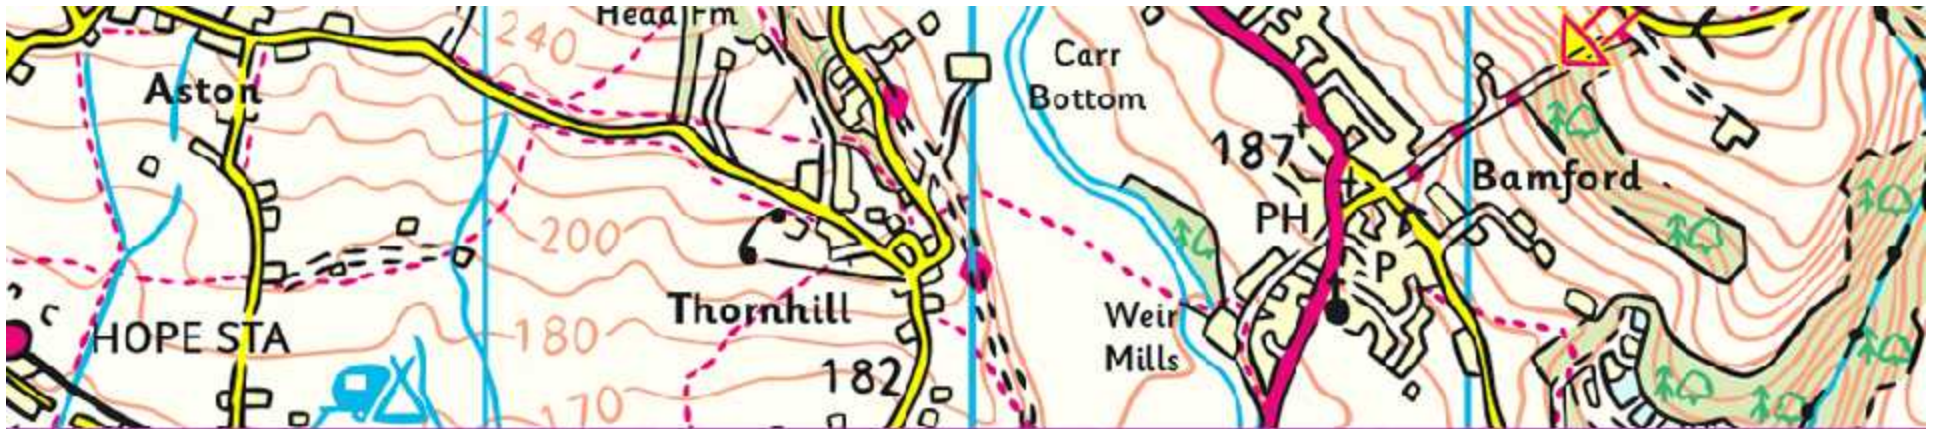 Head Fm
240
Carr
Bottom
Aston
187
Bamford
PH
200
P
Thornhill
Weir
Mills
C
HOPE STA
180
182
170